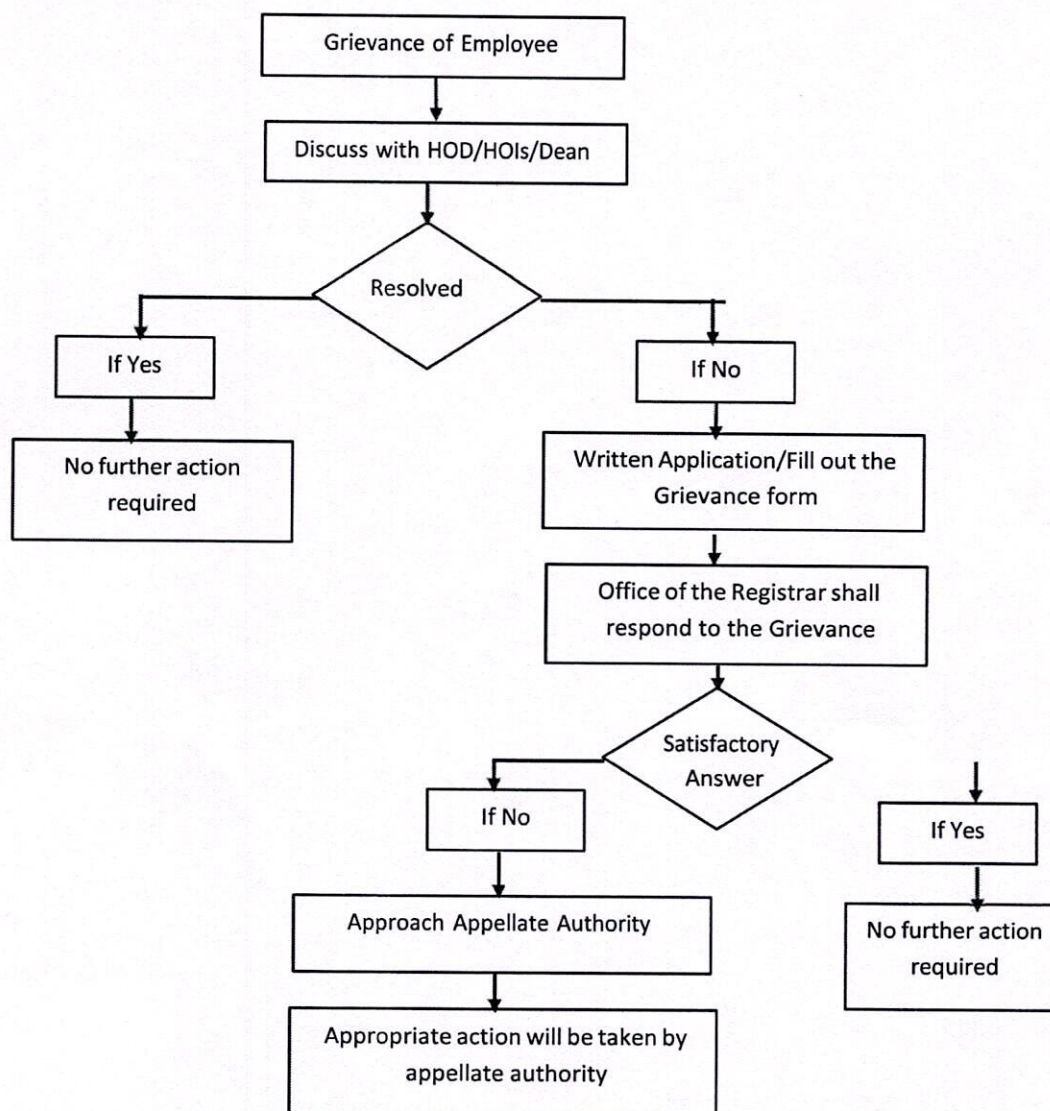 Grievance of Employee
Discuss with HOD/HOIs/Dean
Resolved
If Yes
If No
No further action
required
Written Application/Fill out the
Grievance form
Office of the Registrar shall
respond to the Grievance
Satisfactory
Answer
If No
If Yes
Approach Appellate Authority
No further action
required
Appropriate action will be taken by
appellate authority